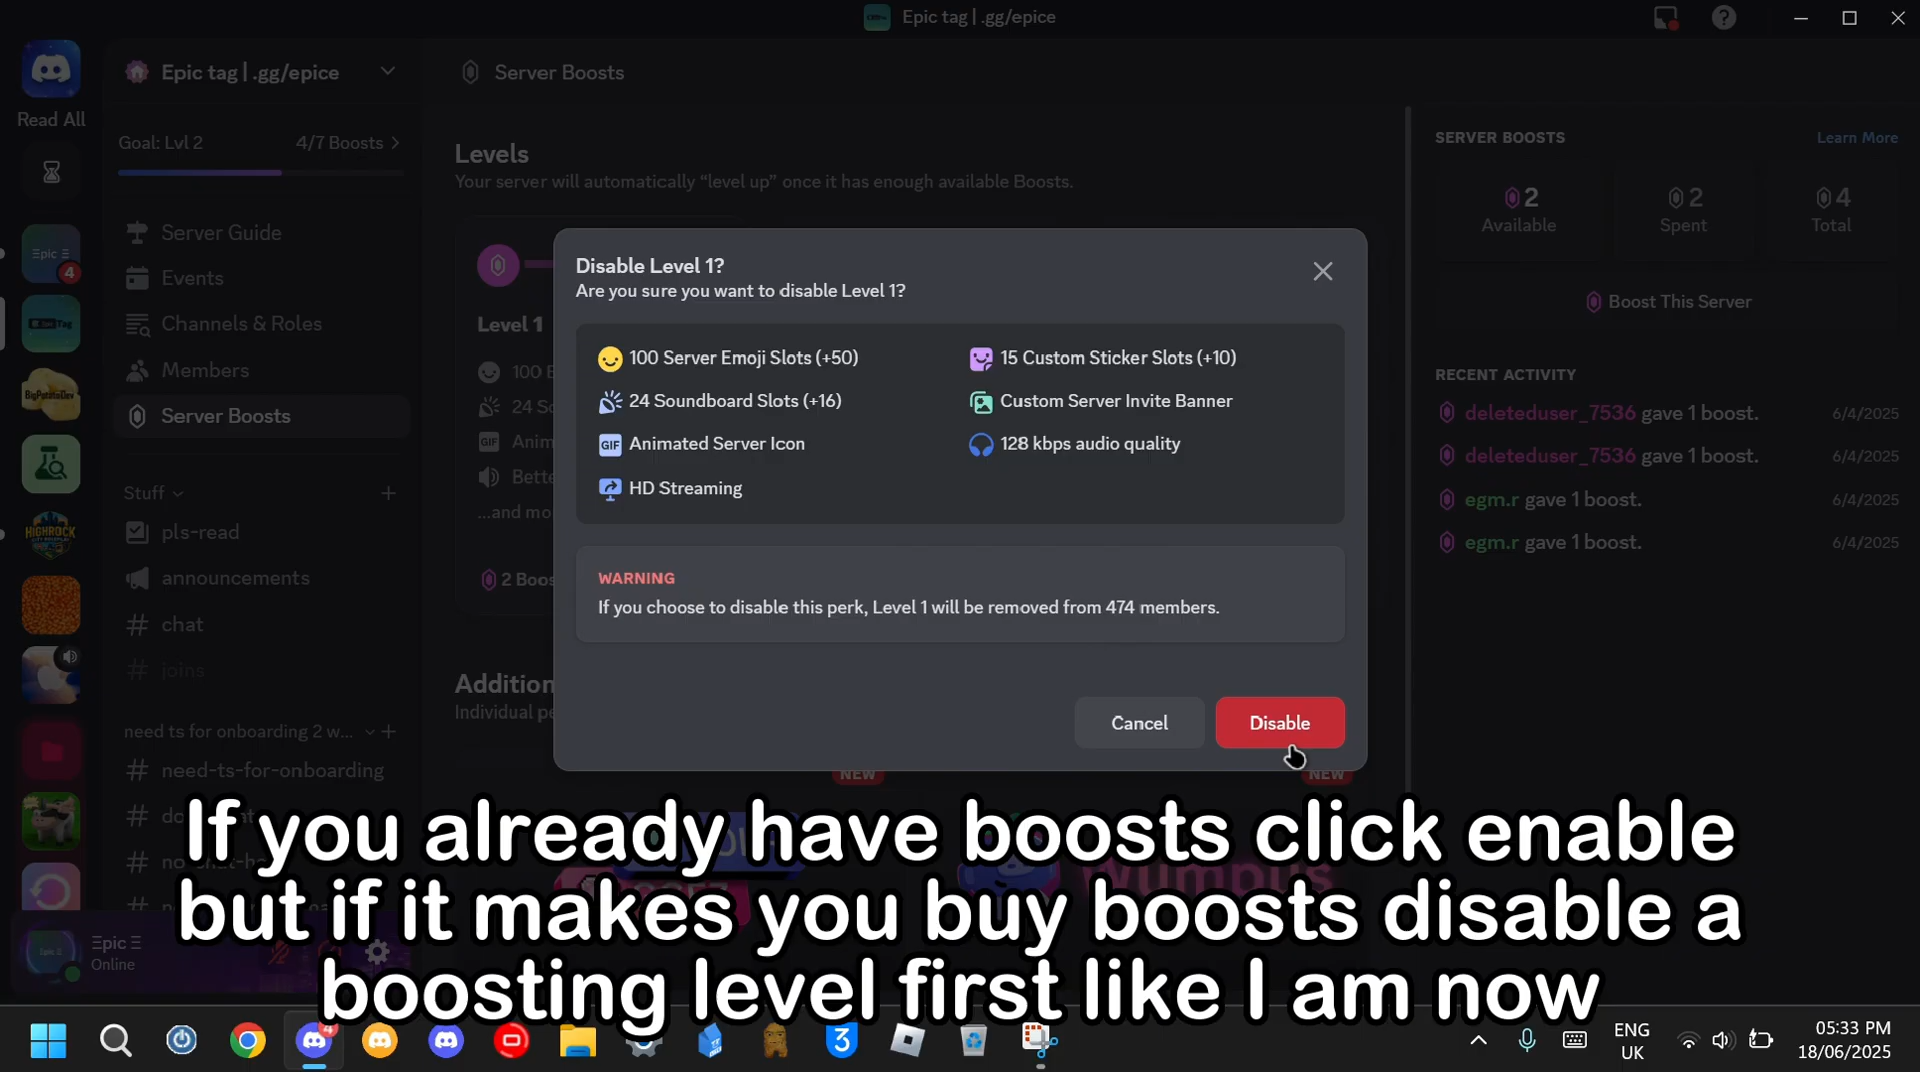 Epic tag | .gg/epice
Read All
Epic tag | .gg/epice
Goal: Lvl 2
4/7 Boosts >
Server Guide
Events
Channels & Roles
Members
Server Boosts
Stuff
pls-read
announcements
chat
joins
need ts for onboarding 2 w...
need-ts-for-onboarding
Ξpic Ξ
4
BigPotatoDev
HIGHROCK
Ξpic Ξ
Online
Server Boosts
Levels
Your server will automatically “level up” once it has enough available Boosts.
Level 1
...and mo
2 Boos
Addition
Individual pe
Disable Level 1?
Are you sure you want to disable Level 1?
100 Server Emoji Slots (+50)
15 Custom Sticker Slots (+10)
24 Soundboard Slots (+16)
Custom Server Invite Banner
GIF Animated Server Icon
128 kbps audio quality
HD Streaming
WARNING
If you choose to disable this perk, Level 1 will be removed from 474 members.
Cancel
Disable
NEW
NEW
SERVER BOOSTS
Learn More
2
Available
2
Spent
4
Total
Boost This Server
RECENT ACTIVITY
deleteduser_7536 gave 1 boost.
6/4/2025
deleteduser_7536 gave 1 boost.
6/4/2025
egm.r gave 1 boost.
6/4/2025
egm.r gave 1 boost.
6/4/2025
If you already have boosts click enable
but if it makes you buy boosts disable a
boosting level first like I am now
4
3
ENG
UK
05:33 PM
18/06/2025